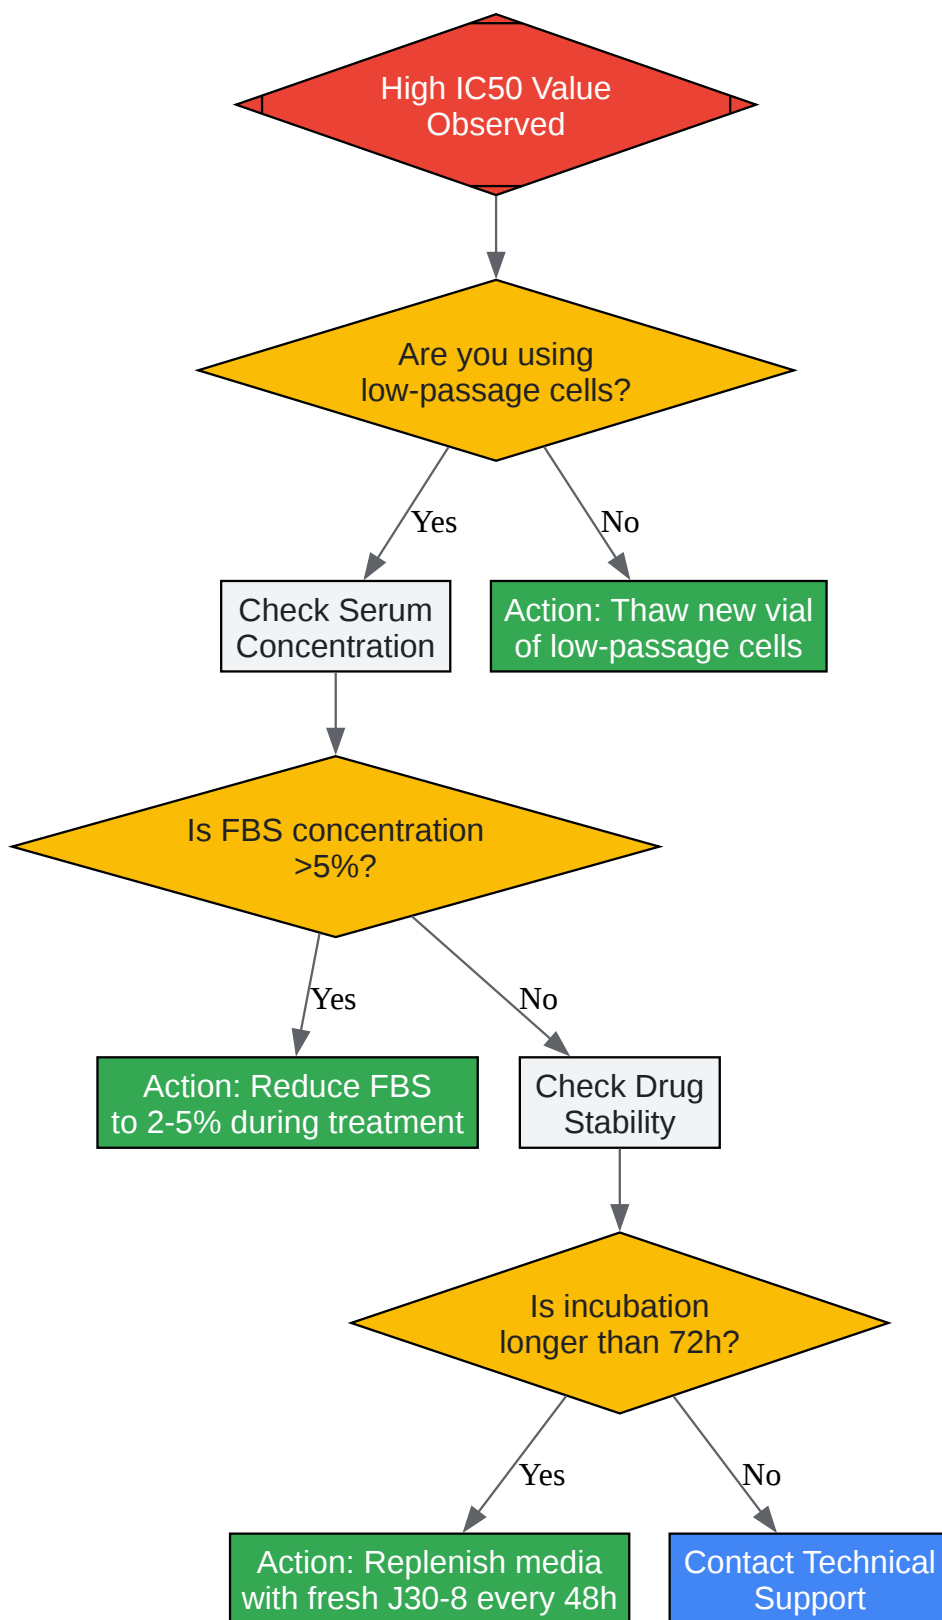 High IC50 Value
Observed
Are you using
low-passage cells?
Yes
No
Check Serum
Concentration
Action: Thaw new vial
of low-passage cells
Is FBS concentration
>5%?
Yes
No
Action: Reduce FBS
to 2-5% during treatment
Check Drug
Stability
Is incubation
longer than 72h?
Yes
No
Action: Replenish media
with fresh J30-8 every 48h
Contact Technical
Support